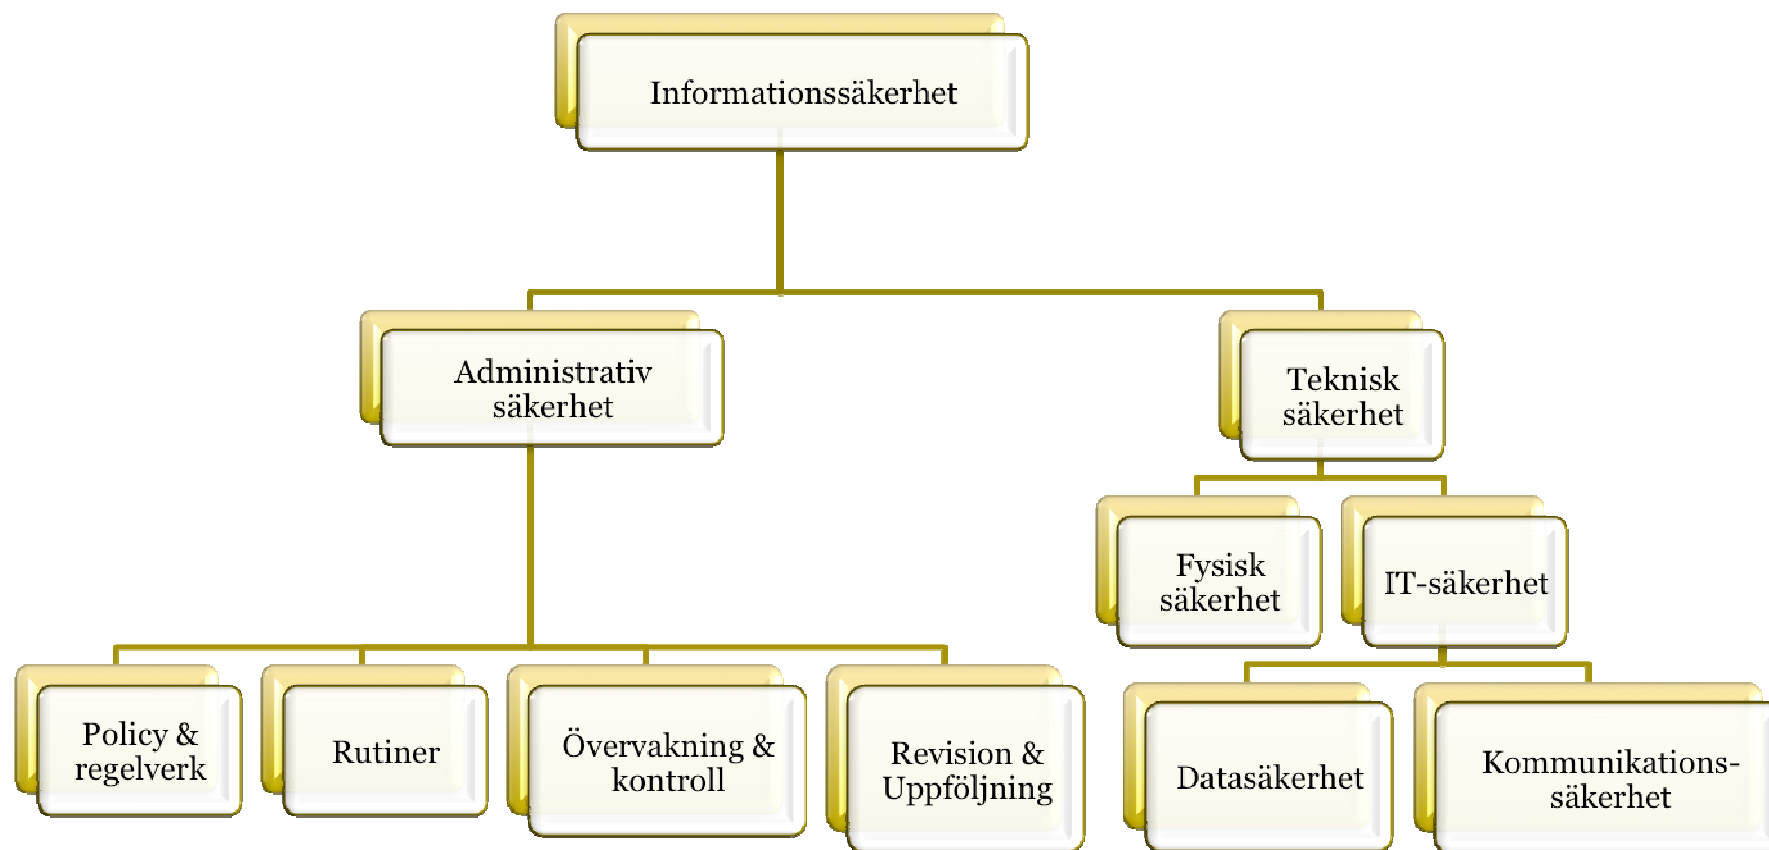 Informationssäkerhet
Administrativ
säkerhet
Teknisk
säkerhet
Fysisk
säkerhet
IT-säkerhet
Policy &
regelverk
Rutiner
Övervakning &
kontroll
Revision &
Uppföljning
Datasäkerhet
Kommunikations-
säkerhet